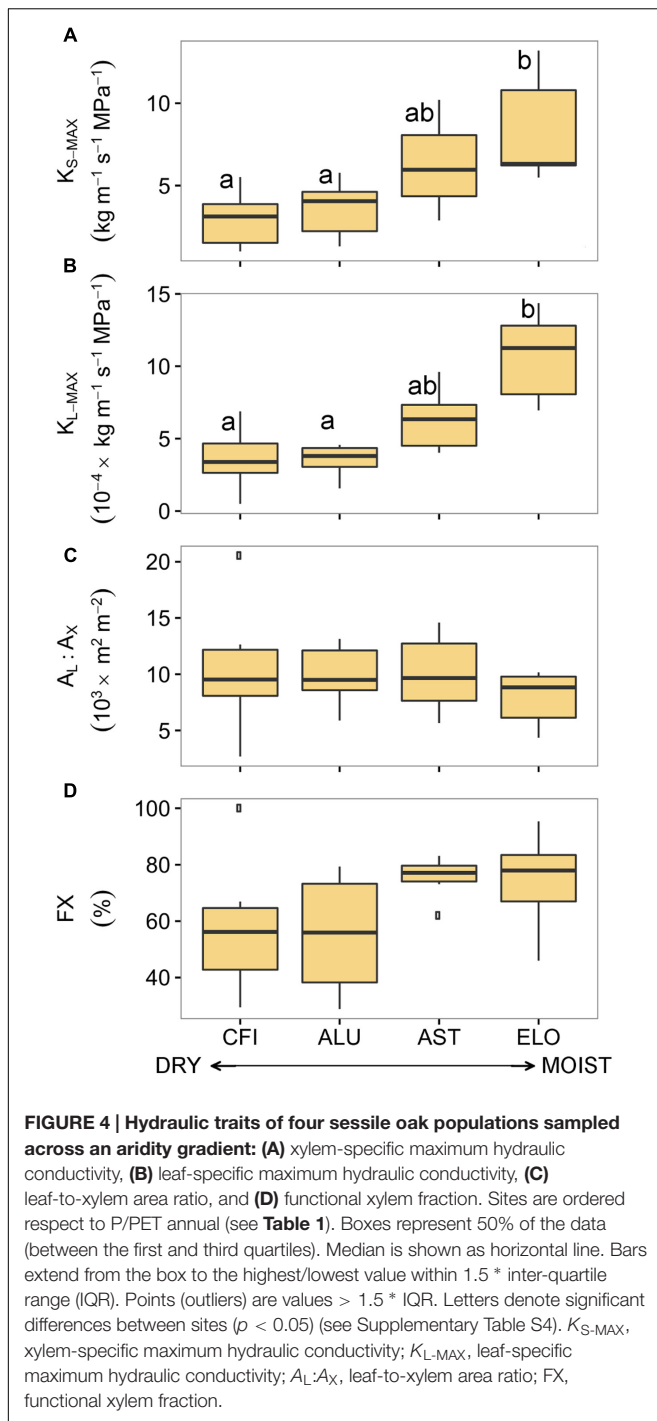 A
K_S–MAX
(kg m⁻¹ s⁻¹ MPa⁻¹)
10
5
a
a
ab
b
B
K_L–MAX
(10⁻⁴ × kg m⁻¹ s⁻¹ MPa⁻¹)
15
10
5
0
a
a
ab
b
C
A_L : A_X
(10³ × m² m⁻²)
20
15
10
5
D
FX
(%)
100
80
60
40
CFI ALU AST ELO
DRY MOIST
FIGURE 4 | Hydraulic traits of four sessile oak populations sampled
across an aridity gradient: (A) xylem-specific maximum hydraulic
conductivity, (B) leaf-specific maximum hydraulic conductivity, (C)
leaf-to-xylem area ratio, and (D) functional xylem fraction. Sites are ordered
respect to P/PET annual (see Table 1). Boxes represent 50% of the data
(between the first and third quartiles). Median is shown as horizontal line. Bars
extend from the box to the highest/lowest value within 1.5 * inter-quartile
range (IQR). Points (outliers) are values > 1.5 * IQR. Letters denote significant
differences between sites (p < 0.05) (see Supplementary Table S4). K_S-MAX,
xylem-specific maximum hydraulic conductivity; K_L-MAX, leaf-specific
maximum hydraulic conductivity; A_L:A_X, leaf-to-xylem area ratio; FX,
functional xylem fraction.